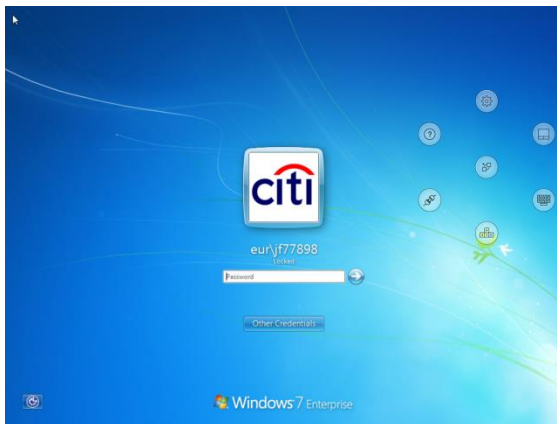 citi
eur\jf77898
Locked
Password
Other Credentials
Windows 7 Enterprise